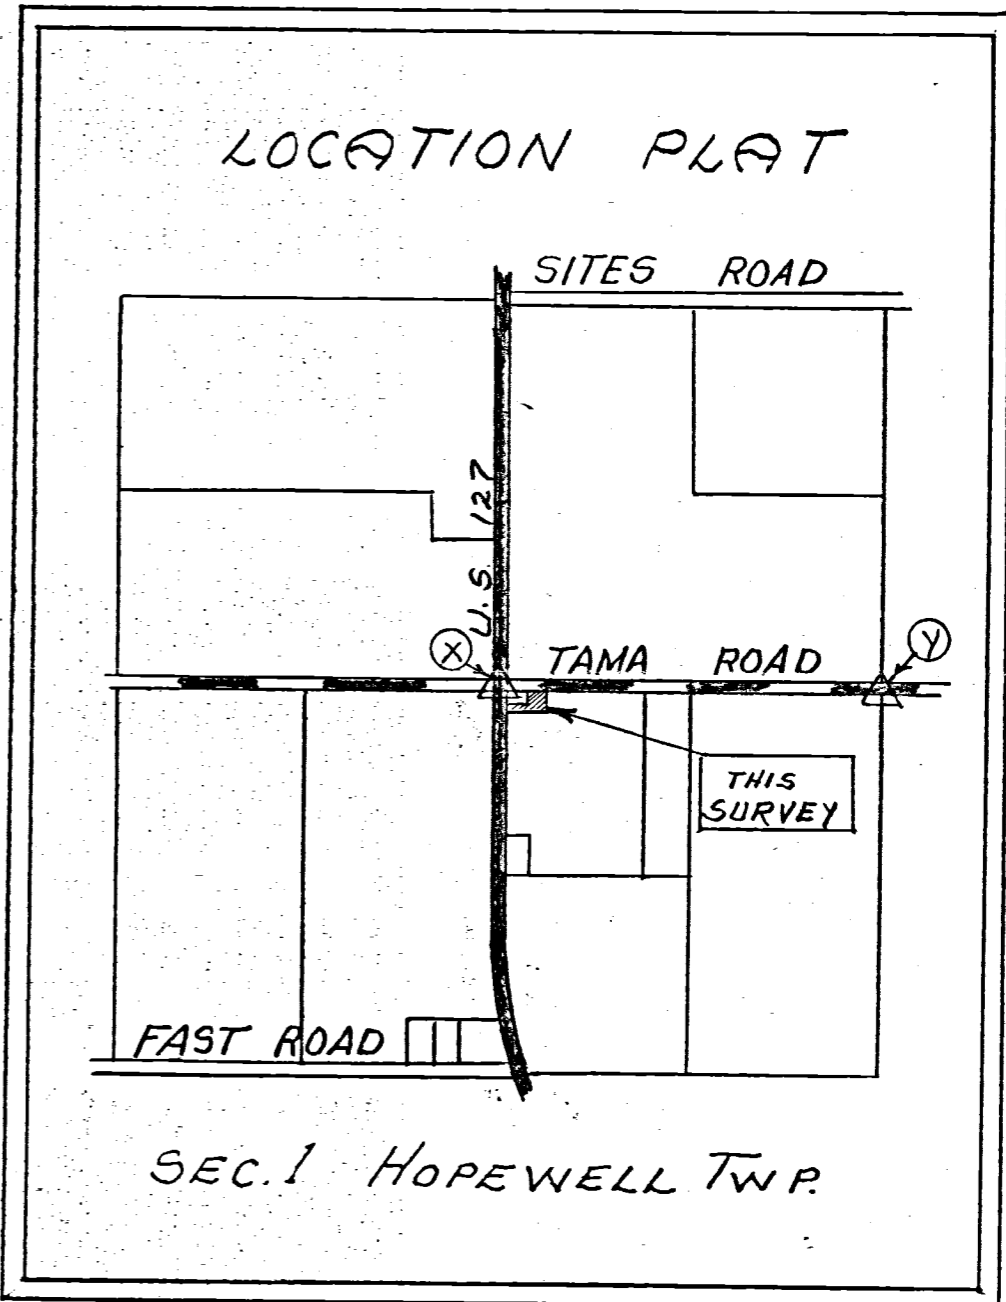 LOCATION PLAT
SITES ROAD
U.S. 127
X
TAMA ROAD
Y
THIS
SURVEY
FAST ROAD
SEC. 1 HOPEWELL TWP.